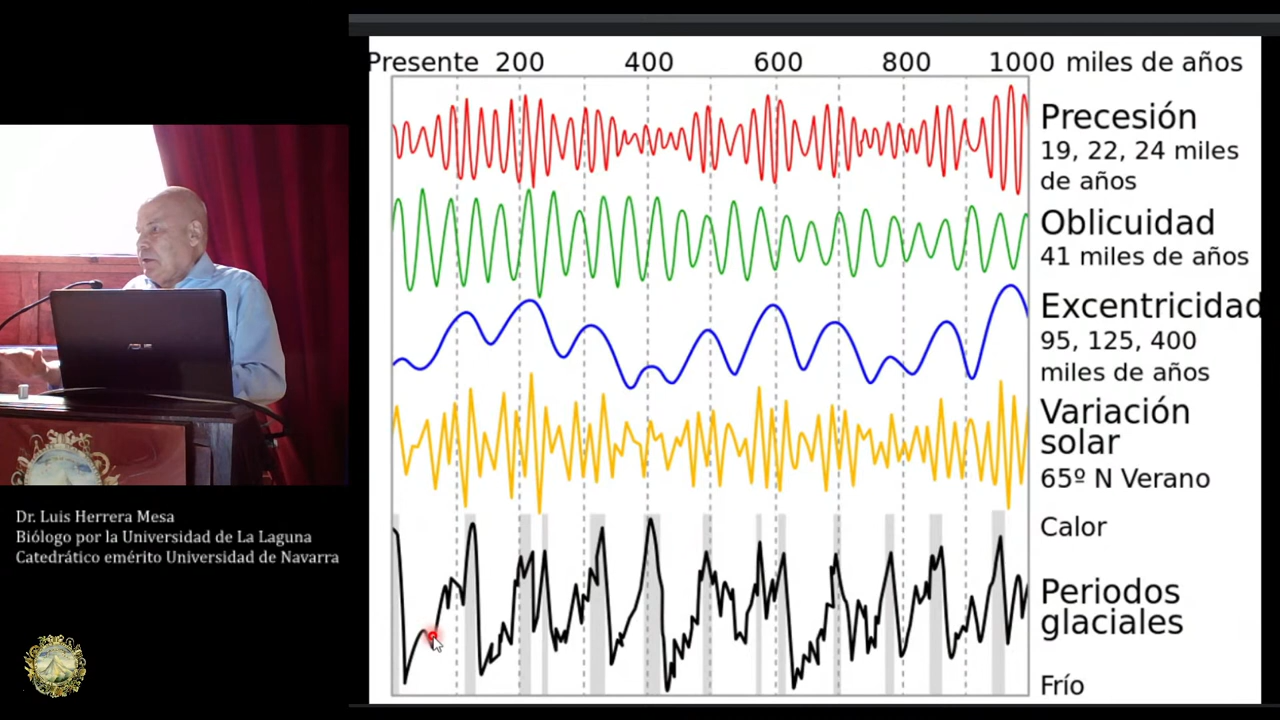 Presente 200 400 600 800 1000 miles de años
Precesión
19, 22, 24 miles
de años
Oblicuidad
41 miles de años
Excentricidad
95, 125, 400
miles de años
Variación
solar
65º N Verano
Calor
Periodos
glaciales
Frío
ASUS
Dr. Luis Herrera Mesa
Biólogo por la Universidad de La Laguna
Catedrático emérito Universidad de Navarra